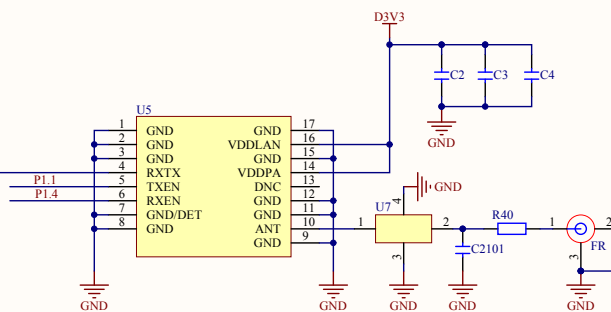 D3V3
C2 C3 C4
GND
U5
1 GND GND 17
2 GND VDDLAN 16
3 GND GND 15
4 RXTX VDDPA 14
P1.1 5 TXEN DNC 13
P1.4 6 RXEN GND 12
7 GND/DET GND 11
8 GND ANT 10
GND 9
U7
4 GND
1 2
3
C2101
R40
1 2
3 FR
GND GND GND GND GND